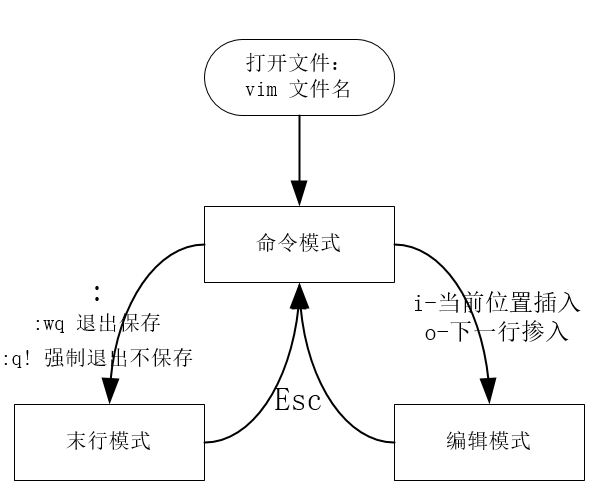 打开文件：
vim 文件名
命令模式
:
:wq 退出保存
:q! 强制退出不保存
i-当前位置插入
o-下一行掺入
Esc
末行模式
编辑模式